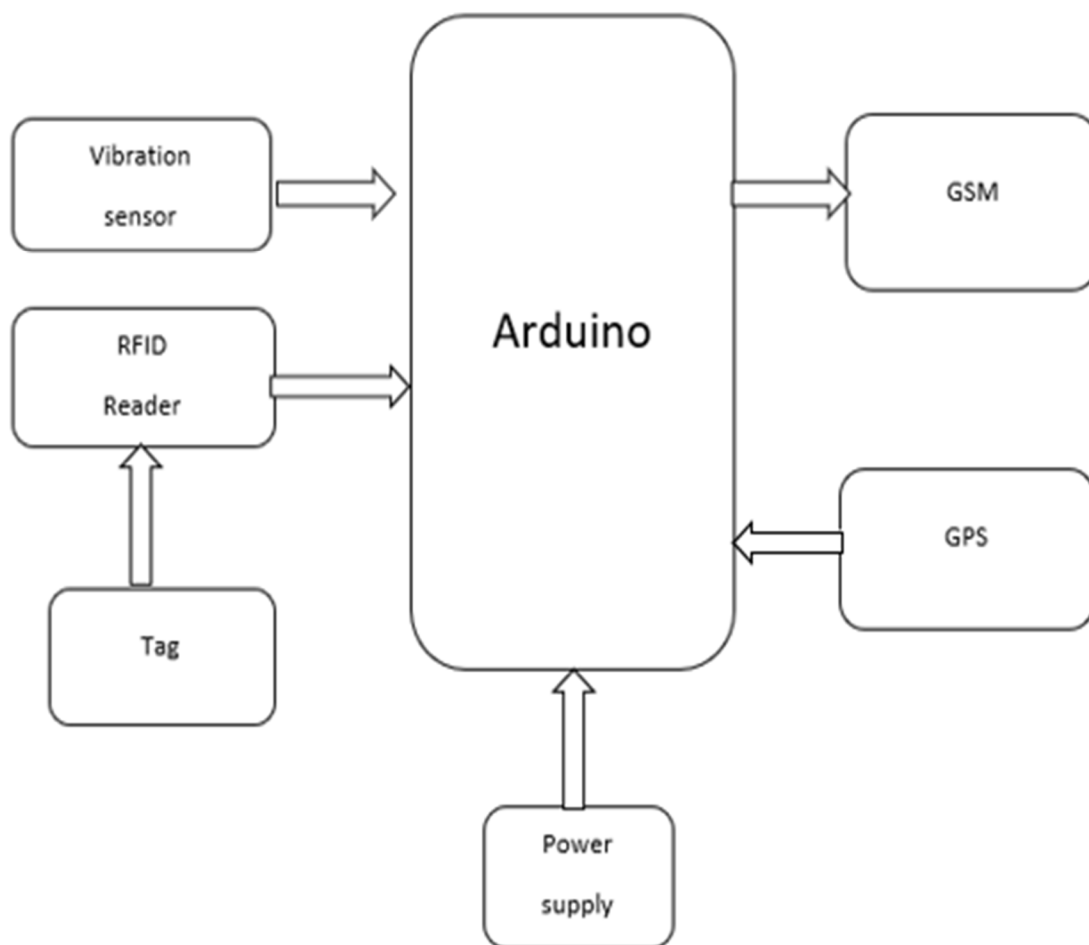 Vibration
sensor
RFID
Reader
Tag
Arduino
Power
supply
GSM
GPS